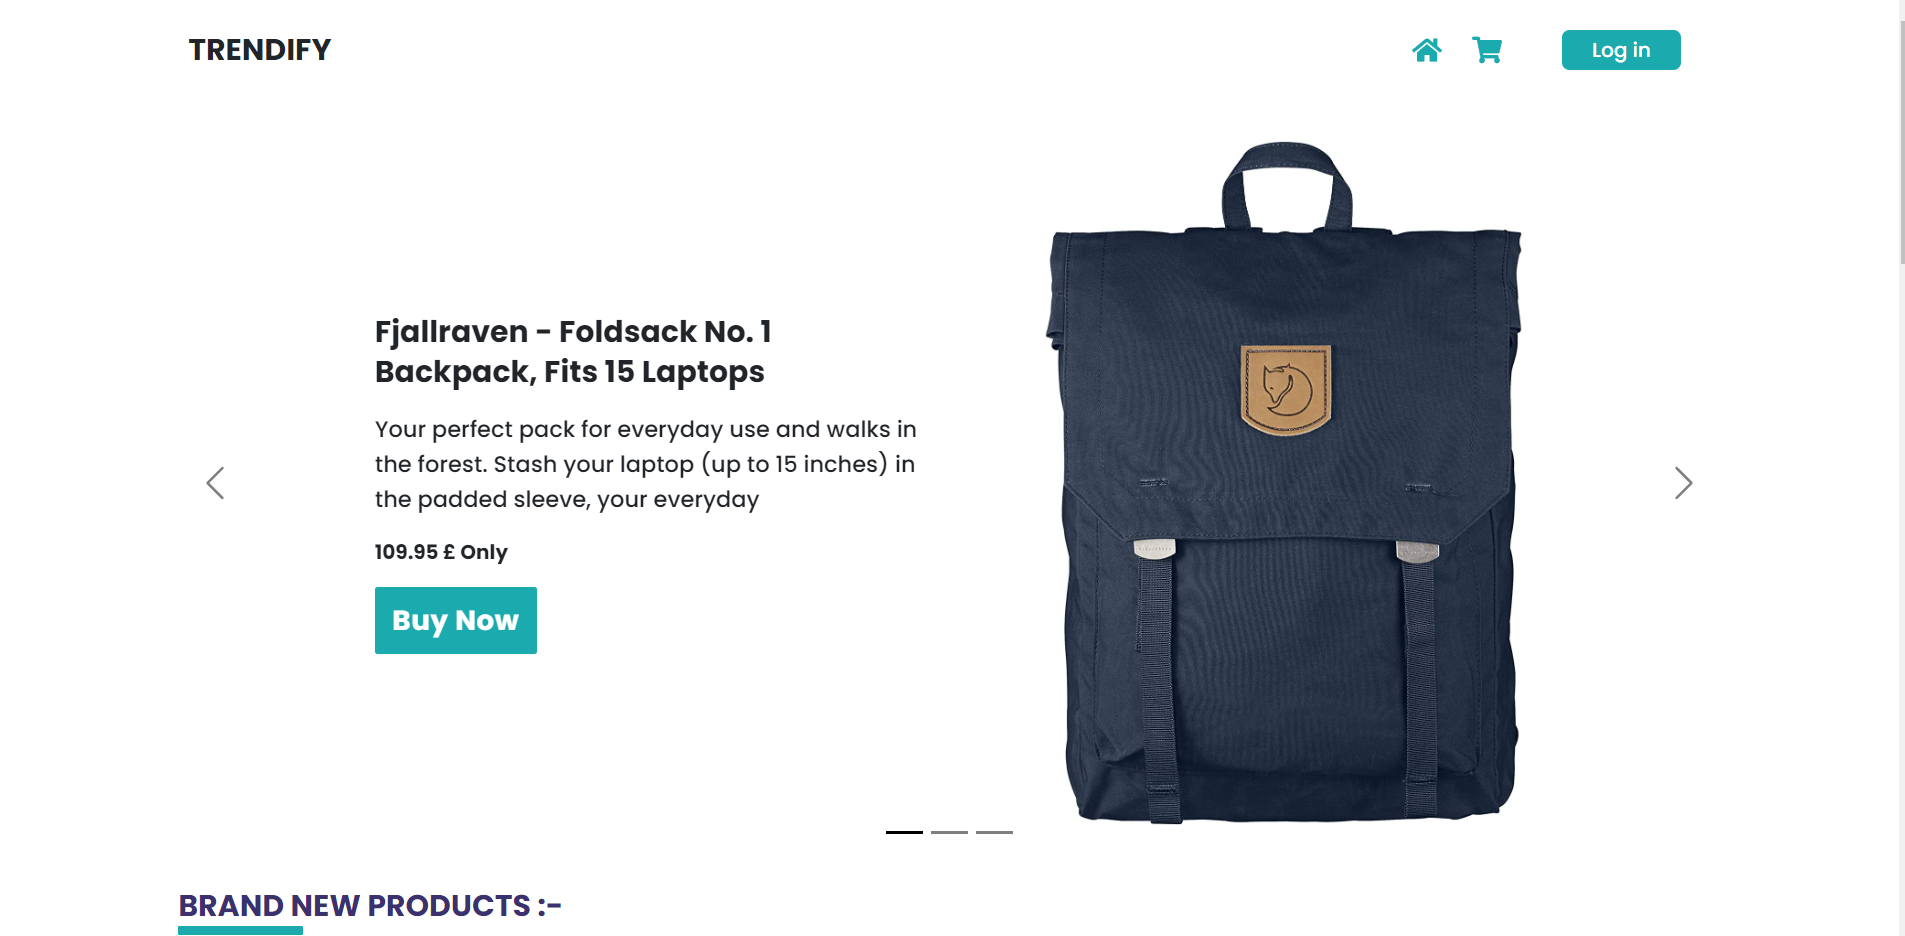 TRENDIFY
Log in
Fjallraven - Foldsack No. 1
Backpack, Fits 15 Laptops
Your perfect pack for everyday use and walks in
the forest. Stash your laptop (up to 15 inches) in
the padded sleeve, your everyday
109.95 £ Only
Buy Now
BRAND NEW PRODUCTS :-